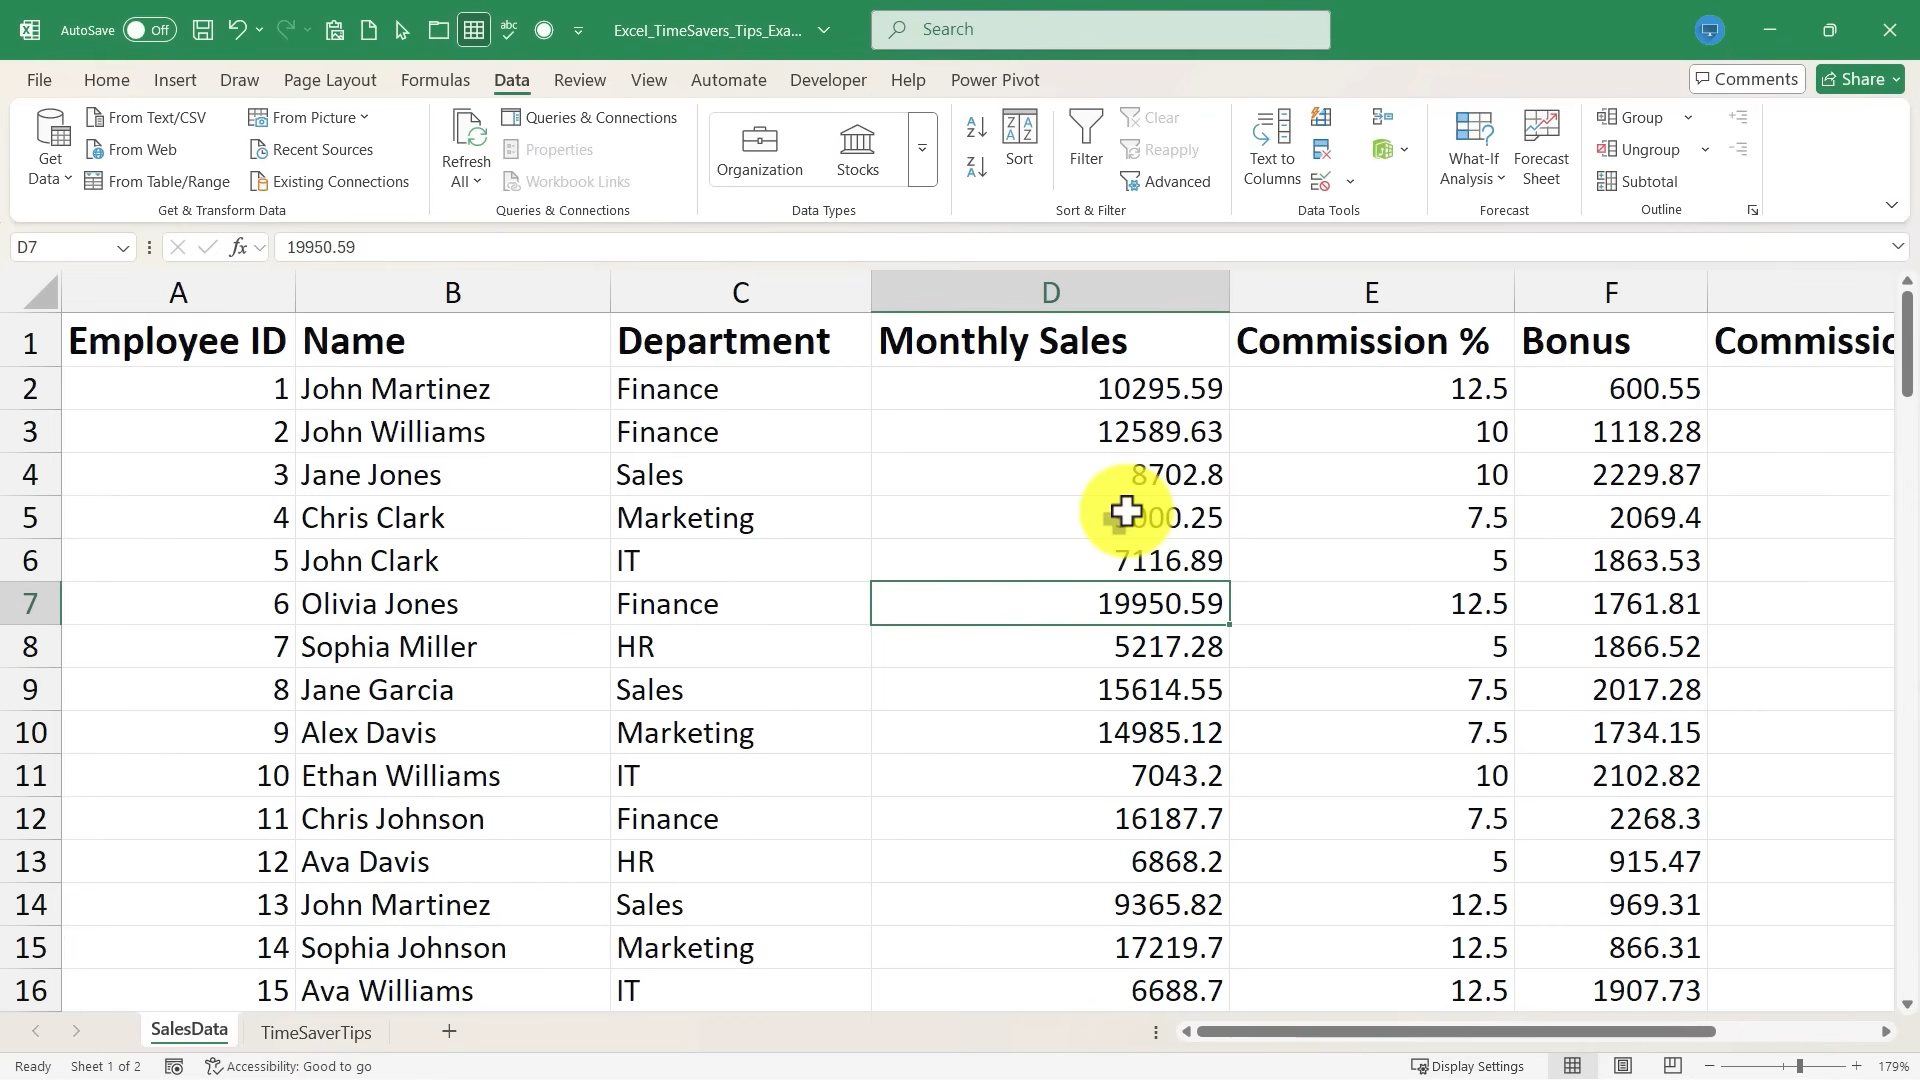 AutoSave Off abc Excel_TimeSavers_Tips_Exa... Search
File Home Insert Draw Page Layout Formulas Data Review View Automate Developer Help Power Pivot Comments Share
Get Data From Text/CSV From Web From Table/Range From Picture Recent Sources Existing Connections
Refresh All Queries & Connections Properties Workbook Links
Organization Stocks
A Z Z A Z A A Z Sort Filter Clear Reapply Advanced
Text to Columns
What-If Analysis Forecast Sheet
Group Ungroup Subtotal
Get & Transform Data Queries & Connections Data Types Sort & Filter Data Tools Forecast Outline
D7 fx 19950.59
A B C D E F
1 Employee ID Name Department Monthly Sales Commission % Bonus
2 1 John Martinez Finance 10295.59 12.5 600.55
3 2 John Williams Finance 12589.63 10 1118.28
4 3 Jane Jones Sales 8702.8 10 2229.87
5 4 Chris Clark Marketing 7.5 2069.4
6 5 John Clark IT 7116.89 5 1863.53
7 6 Olivia Jones Finance 19950.59 12.5 1761.81
8 7 Sophia Miller HR 5217.28 5 1866.52
9 8 Jane Garcia Sales 15614.55 7.5 2017.28
10 9 Alex Davis Marketing 14985.12 7.5 1734.15
11 10 Ethan Williams IT 7043.2 10 2102.82
12 11 Chris Johnson Finance 16187.7 7.5 2268.3
13 12 Ava Davis HR 6868.2 5 915.47
14 13 John Martinez Sales 9365.82 12.5 969.31
15 14 Sophia Johnson Marketing 17219.7 12.5 866.31
16 15 Ava Williams IT 6688.7 12.5 1907.73
SalesData TimeSaverTips
Ready Sheet 1 of 2 Accessibility: Good to go Display Settings 179%